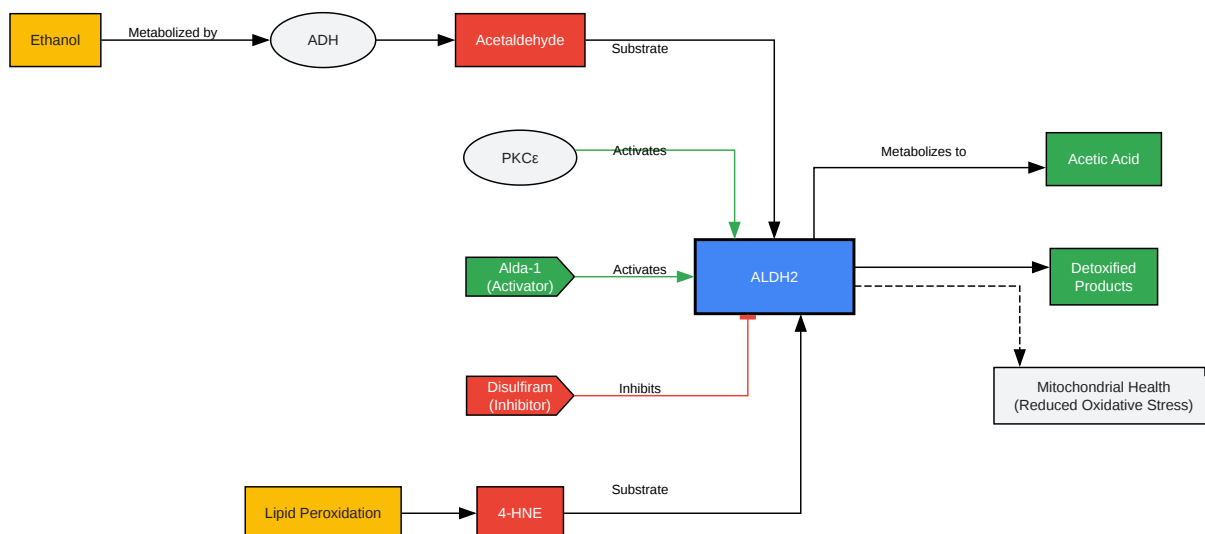 Ethanol
Metabolized by
ADH
Acetaldehyde
Substrate
PKCε
Activates
Metabolizes to
Acetic Acid
Alda-1
(Activator)
Activates
ALDH2
Detoxified
Products
Disulfiram
(Inhibitor)
Inhibits
Mitochondrial Health
(Reduced Oxidative Stress)
Lipid Peroxidation
4-HNE
Substrate